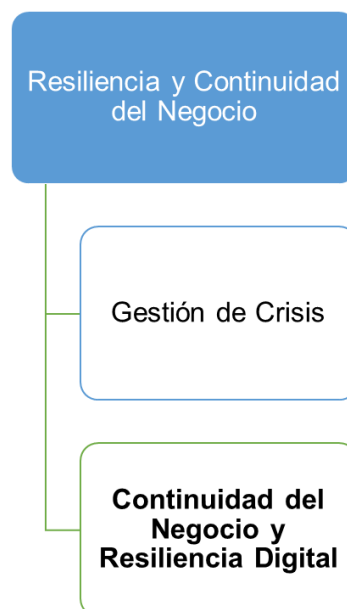 Resiliencia y Continuidad
del Negocio
Gestión de Crisis
Continuidad del
Negocio y
Resiliencia Digital